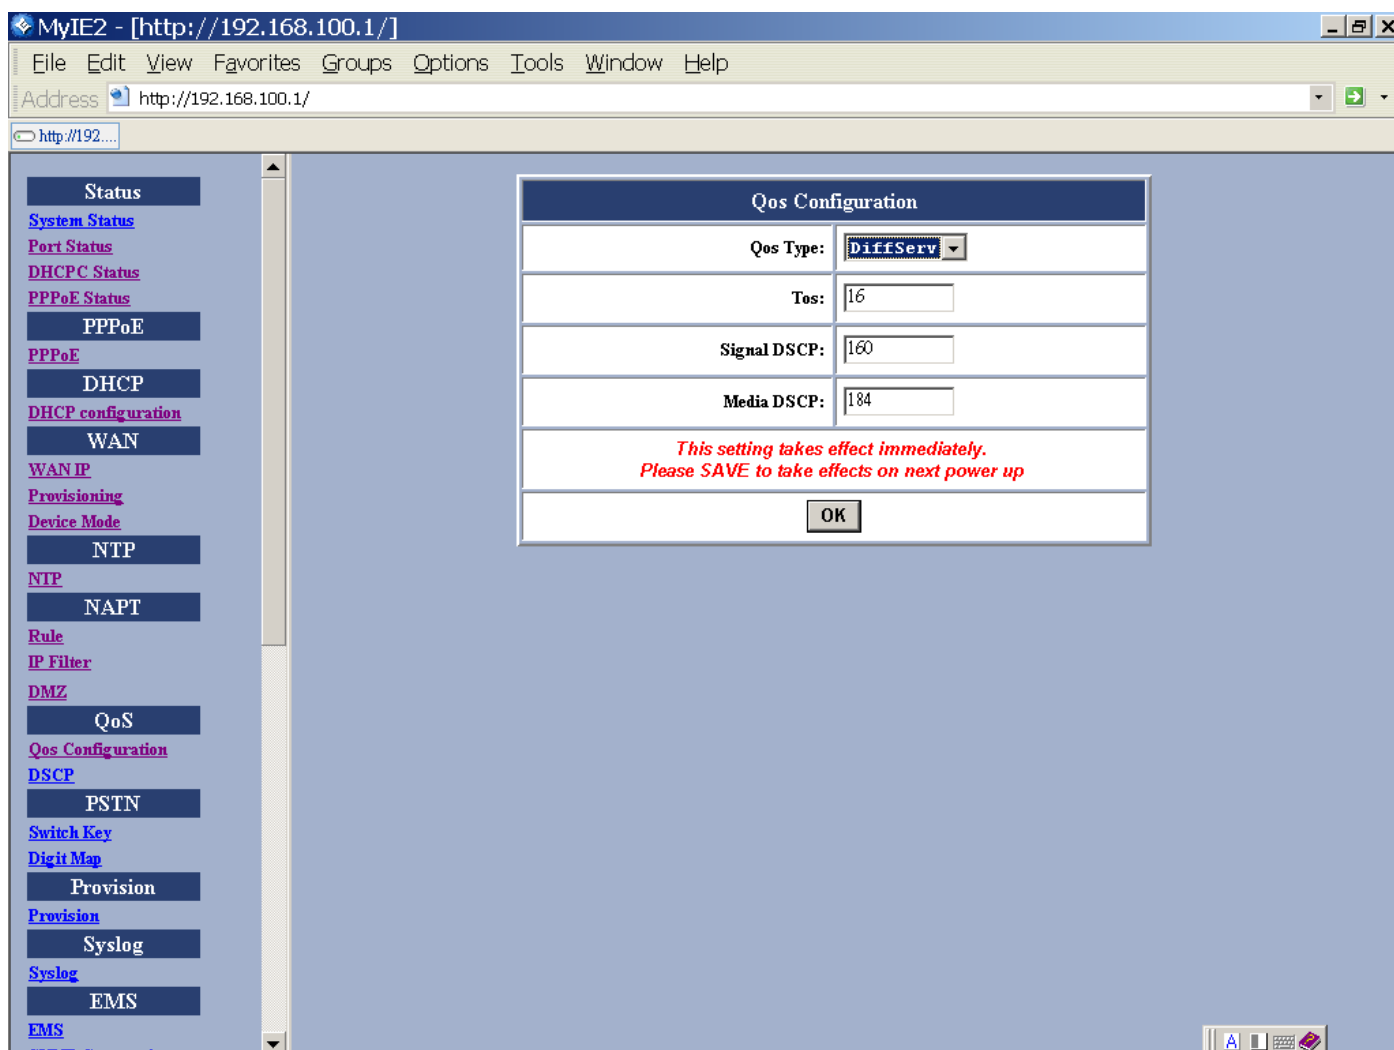 MyIE2 - [http://192.168.100.1/]
File Edit View Favorites Groups Options Tools Window Help
Address http://192.168.100.1/
http://192....
Status
System Status
Port Status
DHCPC Status
PPPoE Status
PPPoE
PPPoE
DHCP
DHCP configuration
WAN
WAN IP
Provisioning
Device Mode
NTP
NTP
NAPT
Rule
IP Filter
DMZ
QoS
Qos Configuration
DSCP
PSTN
Switch Key
Digit Map
Provision
Provision
Syslog
Syslog
EMS
EMS
Qos Configuration
Qos Type: DiffServ
Tos: 16
Signal DSCP: 160
Media DSCP: 184
This setting takes effect immediately.
Please SAVE to take effects on next power up
OK
A